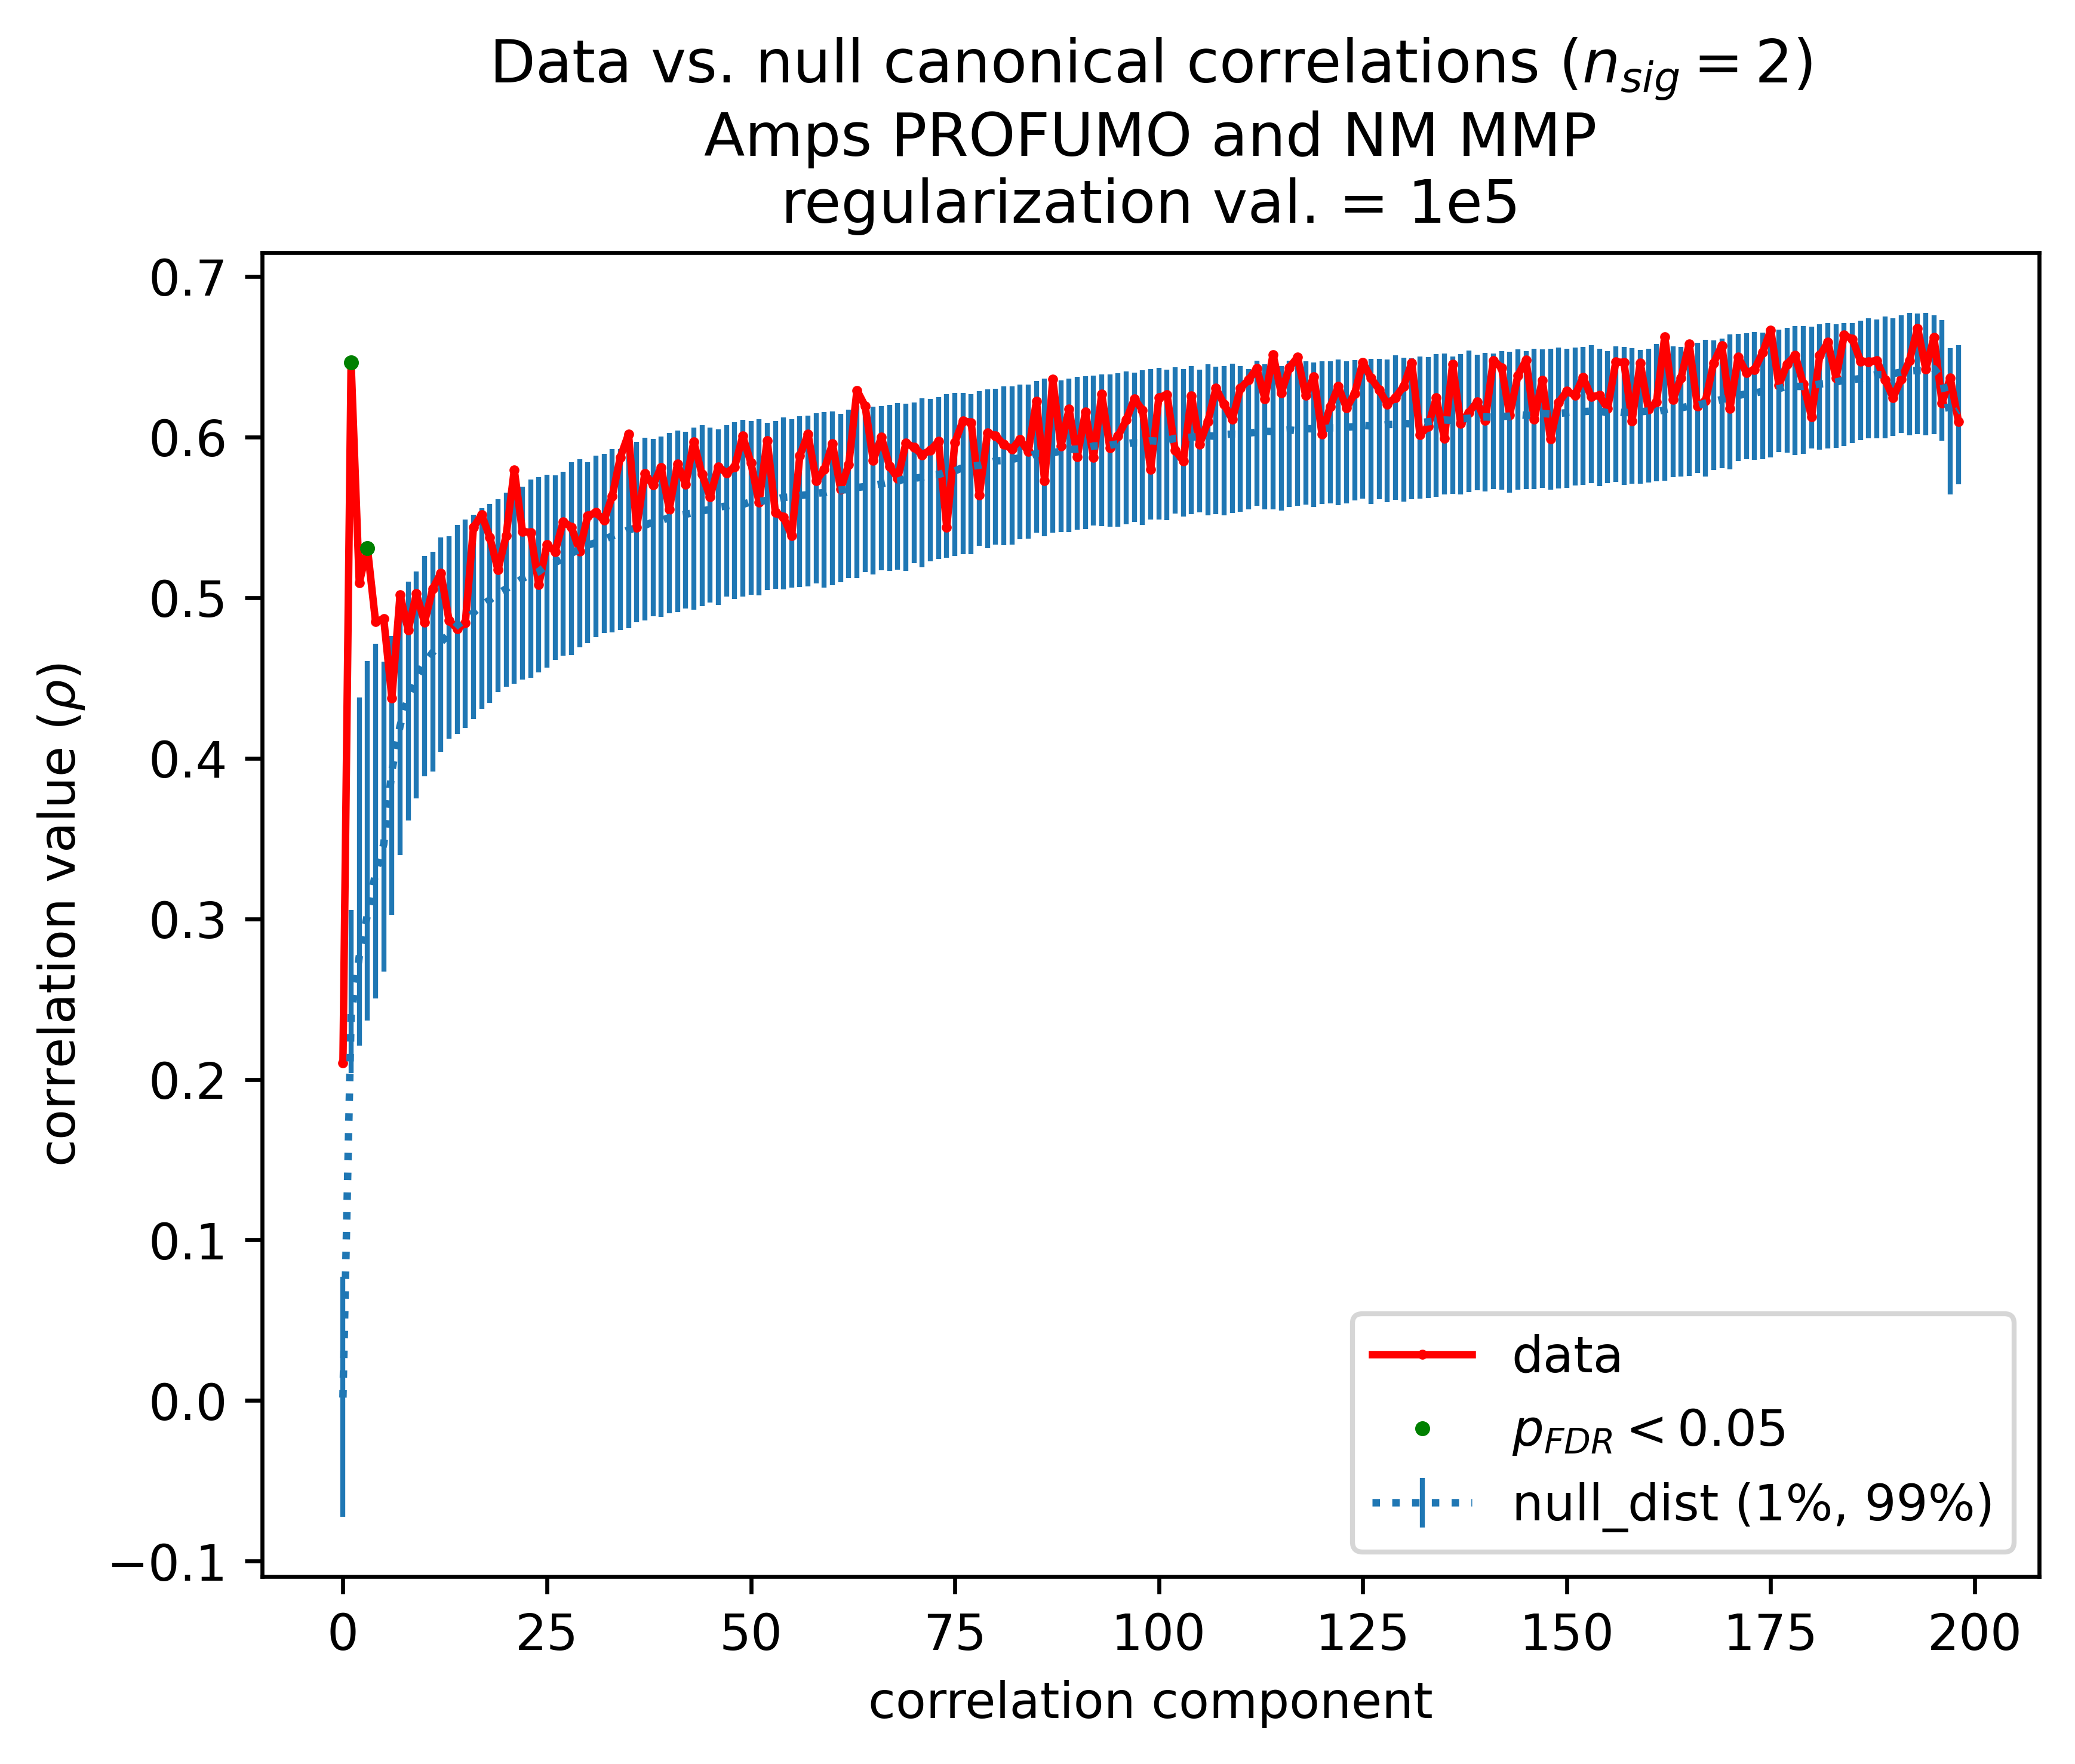 Data vs. null canonical correlations (n_sig = 2)
Amps PROFUMO and NM MMP
regularization val. = 1e5
correlation value (ρ)
0.7
0.6
0.5
0.4
0.3
0.2
0.1
0.0
−0.1
data
p_FDR < 0.05
null_dist (1%, 99%)
0 25 50 75 100 125 150 175 200
correlation component